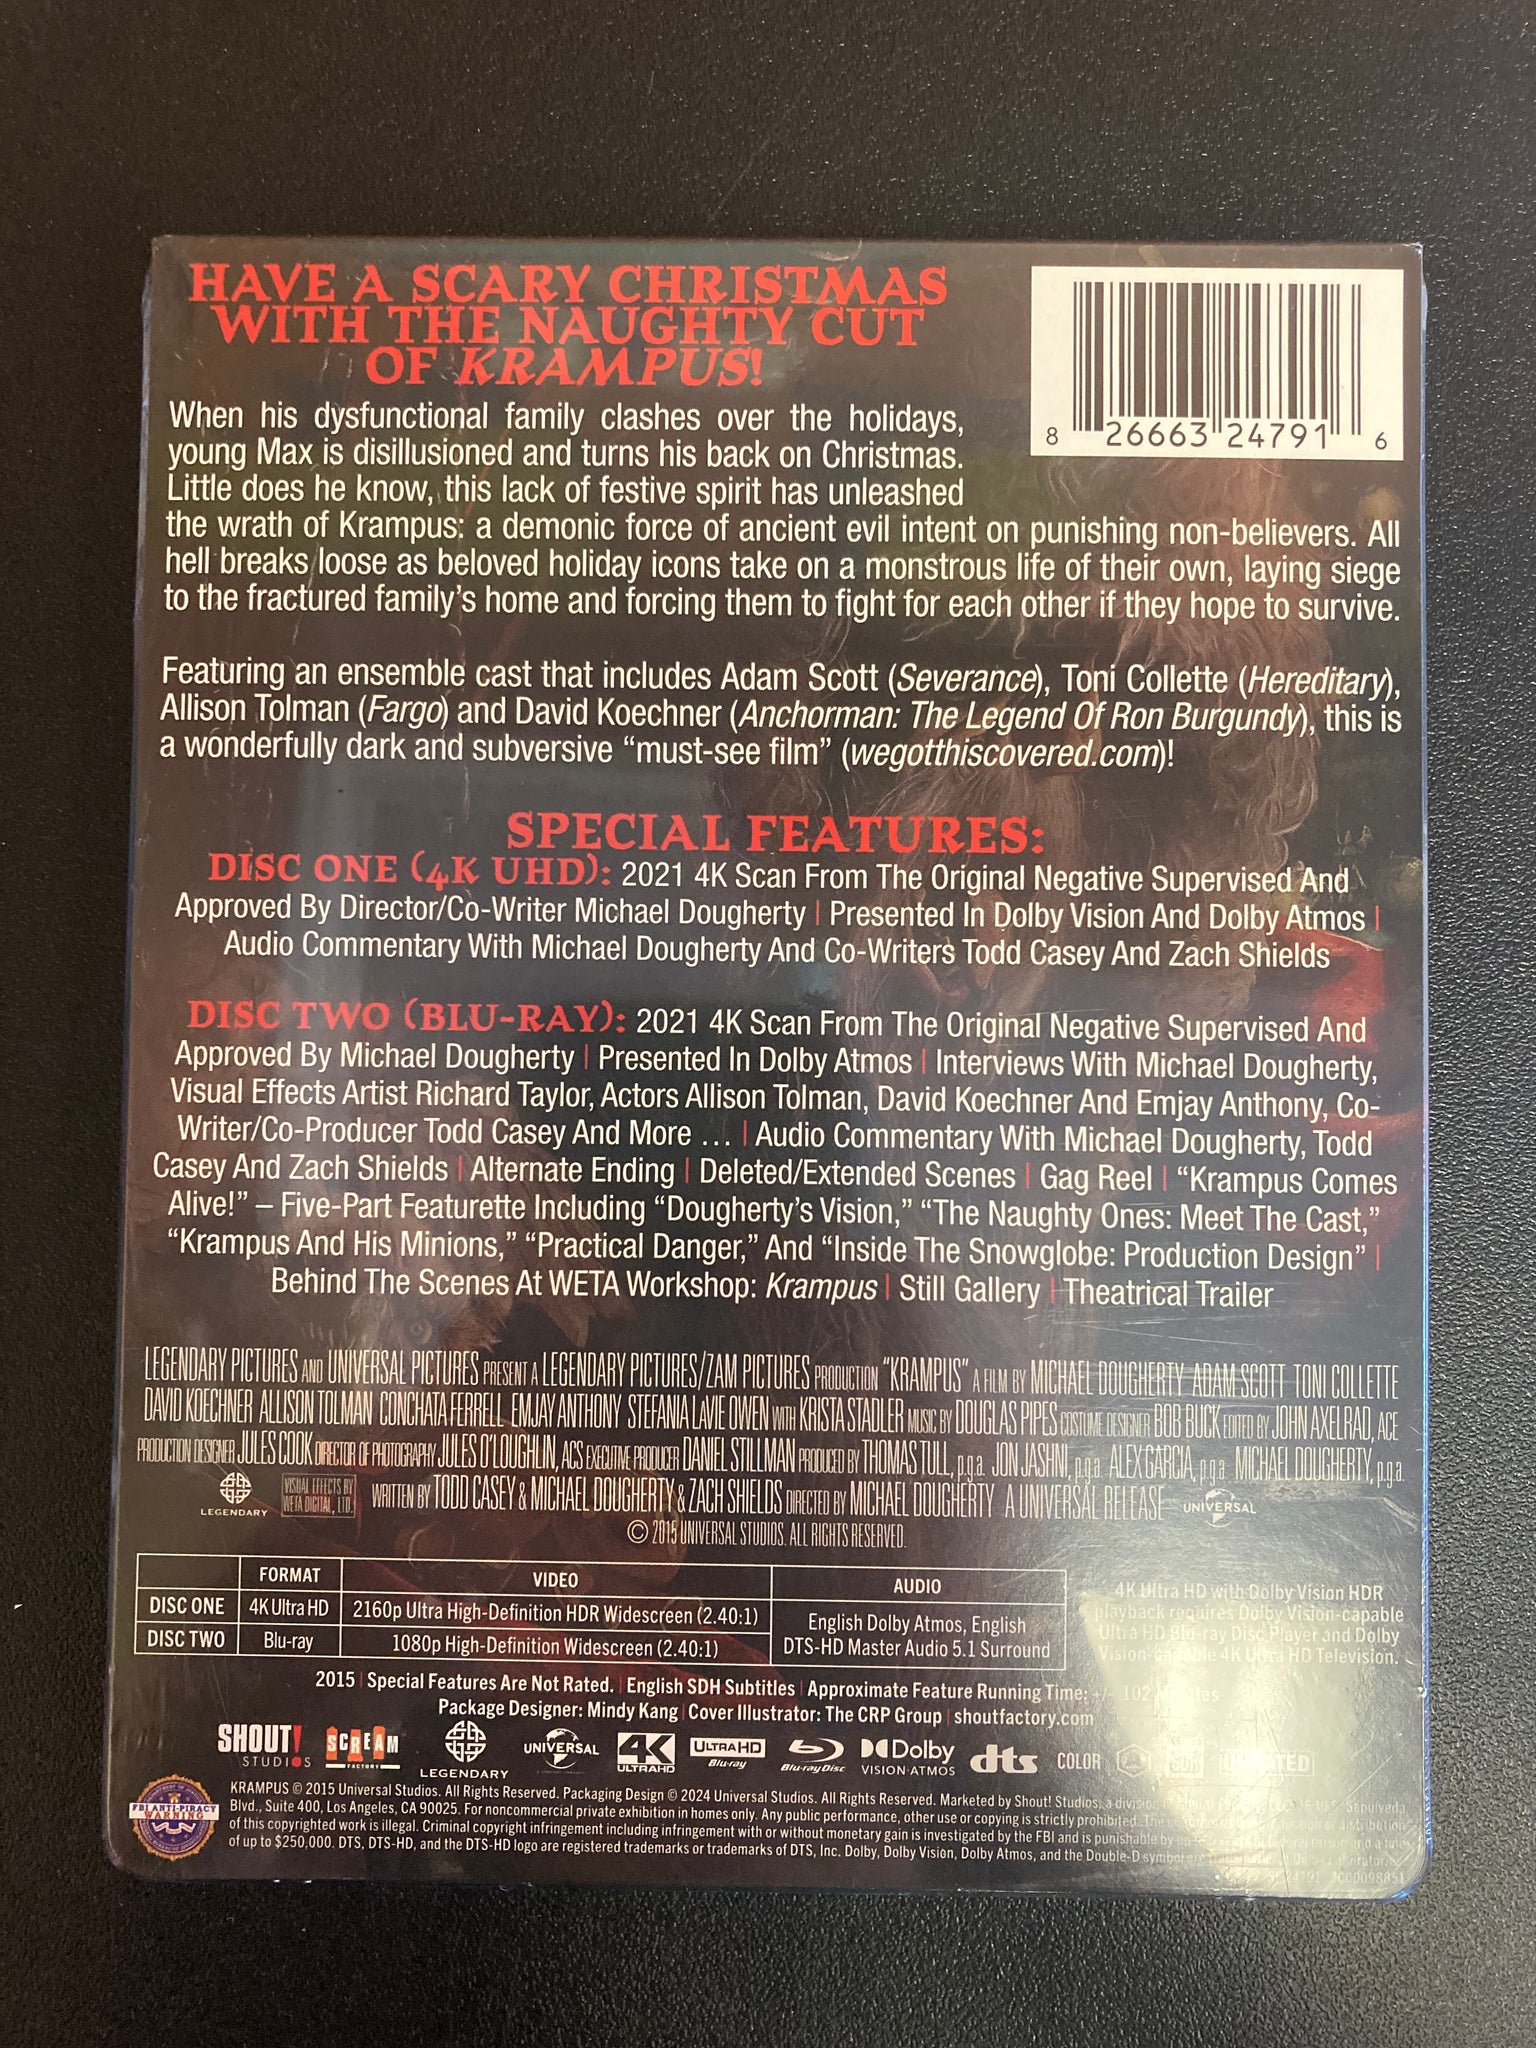 HAVE A SCARY CHRISTMAS
WITH THE NAUGHTY CUT
OF KRAMPUS!
8 26663 24791 6
When his dysfunctional family clashes over the holidays,
young Max is disillusioned and turns his back on Christmas.
Little does he know, this lack of festive spirit has unleashed
the wrath of Krampus: a demonic force of ancient evil intent on punishing non-believers. All
hell breaks loose as beloved holiday icons take on a monstrous life of their own, laying siege
to the fractured family's home and forcing them to fight for each other if they hope to survive.
Featuring an ensemble cast that includes Adam Scott (Severance), Toni Collette (Hereditary),
Allison Tolman (Fargo) and David Koechner (Anchorman: The Legend Of Ron Burgundy), this is
a wonderfully dark and subversive “must-see film” (wegotthiscovered.com)!
SPECIAL FEATURES:
DISC ONE (4K UHD): 2021 4K Scan From The Original Negative Supervised And
Approved By Director/Co-Writer Michael Dougherty | Presented In Dolby Vision And Dolby Atmos |
Audio Commentary With Michael Dougherty And Co-Writers Todd Casey And Zach Shields
DISC TWO (BLU-RAY): 2021 4K Scan From The Original Negative Supervised And
Approved By Michael Dougherty | Presented In Dolby Atmos | Interviews With Michael Dougherty,
Visual Effects Artist Richard Taylor, Actors Allison Tolman, David Koechner And Emjay Anthony, Co-
Writer/Co-Producer Todd Casey And More … | Audio Commentary With Michael Dougherty, Todd
Casey And Zach Shields | Alternate Ending | Deleted/Extended Scenes | Gag Reel | “Krampus Comes
Alive!” – Five-Part Featurette Including “Dougherty's Vision,” “The Naughty Ones: Meet The Cast,”
“Krampus And His Minions,” “Practical Danger,” And “Inside The Snowglobe: Production Design” |
Behind The Scenes At WETA Workshop: Krampus | Still Gallery | Theatrical Trailer
LEGENDARY PICTURES AND UNIVERSAL PICTURES PRESENT A LEGENDARY PICTURES/ZAM PICTURES PRODUCTION “KRAMPUS” A FILM BY MICHAEL DOUGHERTY ADAM SCOTT TONI COLLETTE
DAVID KOECHNER ALLISON TOLMAN CONCHATA FERRELL EMJAY ANTHONY STEFANIA LAVIE OWEN WITH KRISTA STADLER MUSIC BY DOUGLAS PIPES COSTUME DESIGNER BOB BUCK EDITED BY JOHN AXELRAD, ACE
PRODUCTION DESIGNER JULES COOK DIRECTOR OF PHOTOGRAPHY JULES O'LOUGHLIN, ACS EXECUTIVE PRODUCER DANIEL STILLMAN PRODUCED BY THOMAS TULL, p.g.a. JON JASHNI, p.g.a. ALEX GARCIA, p.g.a. MICHAEL DOUGHERTY, p.g.a.
LEGENDARY VISUAL EFFECTS BY WETA DIGITAL, LTD. WRITTEN BY TODD CASEY & MICHAEL DOUGHERTY & ZACH SHIELDS DIRECTED BY MICHAEL DOUGHERTY A UNIVERSAL RELEASE UNIVERSAL
© 2015 UNIVERSAL STUDIOS. ALL RIGHTS RESERVED.
FORMAT VIDEO AUDIO
DISC ONE 4K Ultra HD 2160p Ultra High-Definition HDR Widescreen (2.40:1) English Dolby Atmos, English
DISC TWO Blu-ray 1080p High-Definition Widescreen (2.40:1) DTS-HD Master Audio 5.1 Surround
4K Ultra HD with Dolby Vision HDR
playback requires Dolby Vision-capable
Ultra HD Blu-ray Disc Player and Dolby
Vision-capable 4K Ultra HD Television.
2015 | Special Features Are Not Rated. | English SDH Subtitles | Approximate Feature Running Time: +/- 102 Minutes
Package Designer: Mindy Kang | Cover Illustrator: The CRP Group | shoutfactory.com
SHOUT! STUDIOS SCREAM FACTORY LEGENDARY UNIVERSAL 4K ULTRA HD ULTRA HD Blu-ray Blu-ray Disc Dolby VISION·ATMOS dts COLOR
FBI ANTI-PIRACY WARNING
KRAMPUS © 2015 Universal Studios. All Rights Reserved. Packaging Design © 2024 Universal Studios. All Rights Reserved. Marketed by Shout! Studios, a division
Blvd., Suite 400, Los Angeles, CA 90025. For noncommercial private exhibition in homes only. Any public performance, other use or copying is strictly prohibited.
of this copyrighted work is illegal. Criminal copyright infringement including infringement with or without monetary gain is investigated by the FBI and is punishable by
of up to $250,000. DTS, DTS-HD, and the DTS-HD logo are registered trademarks or trademarks of DTS, Inc. Dolby, Dolby Vision, Dolby Atmos, and the Double-D symbol